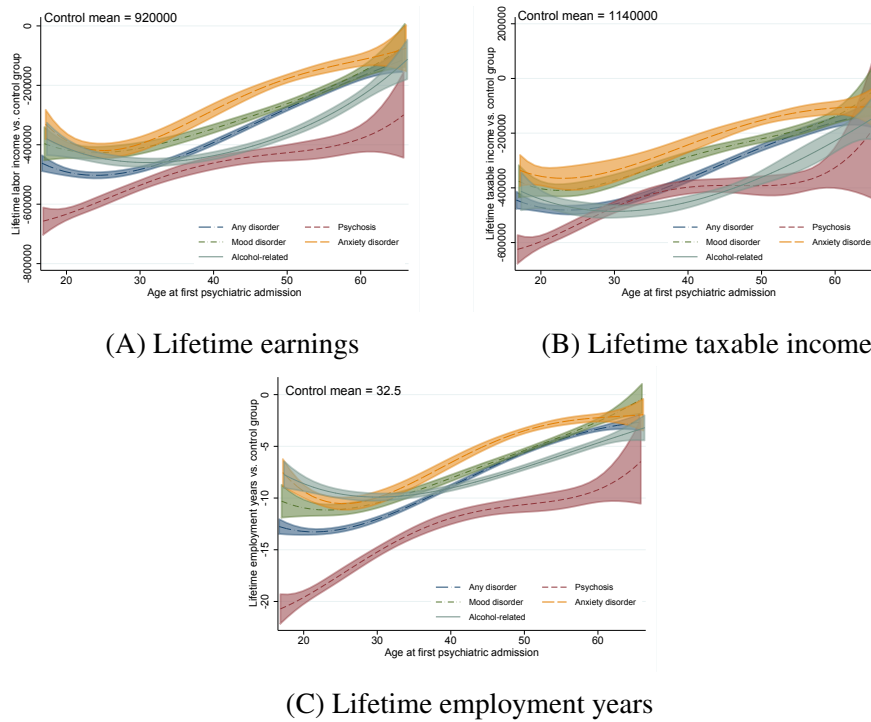 Control mean = 920000
Lifetime labor income vs. control group
0
-200000
-400000
-600000
-800000
Any disorder
Psychosis
Mood disorder
Anxiety disorder
Alcohol-related
20 30 40 50 60
Age at first psychiatric admission
(A) Lifetime earnings
Control mean = 1140000
Lifetime taxable income vs. control group
200000
0
-200000
-400000
-600000
Any disorder
Psychosis
Mood disorder
Anxiety disorder
Alcohol-related
20 30 40 50 60
Age at first psychiatric admission
(B) Lifetime taxable income
Control mean = 32.5
Lifetime employment years vs. control group
0
-5
-10
-15
-20
Any disorder
Psychosis
Mood disorder
Anxiety disorder
Alcohol-related
20 30 40 50 60
Age at first psychiatric admission
(C) Lifetime employment years